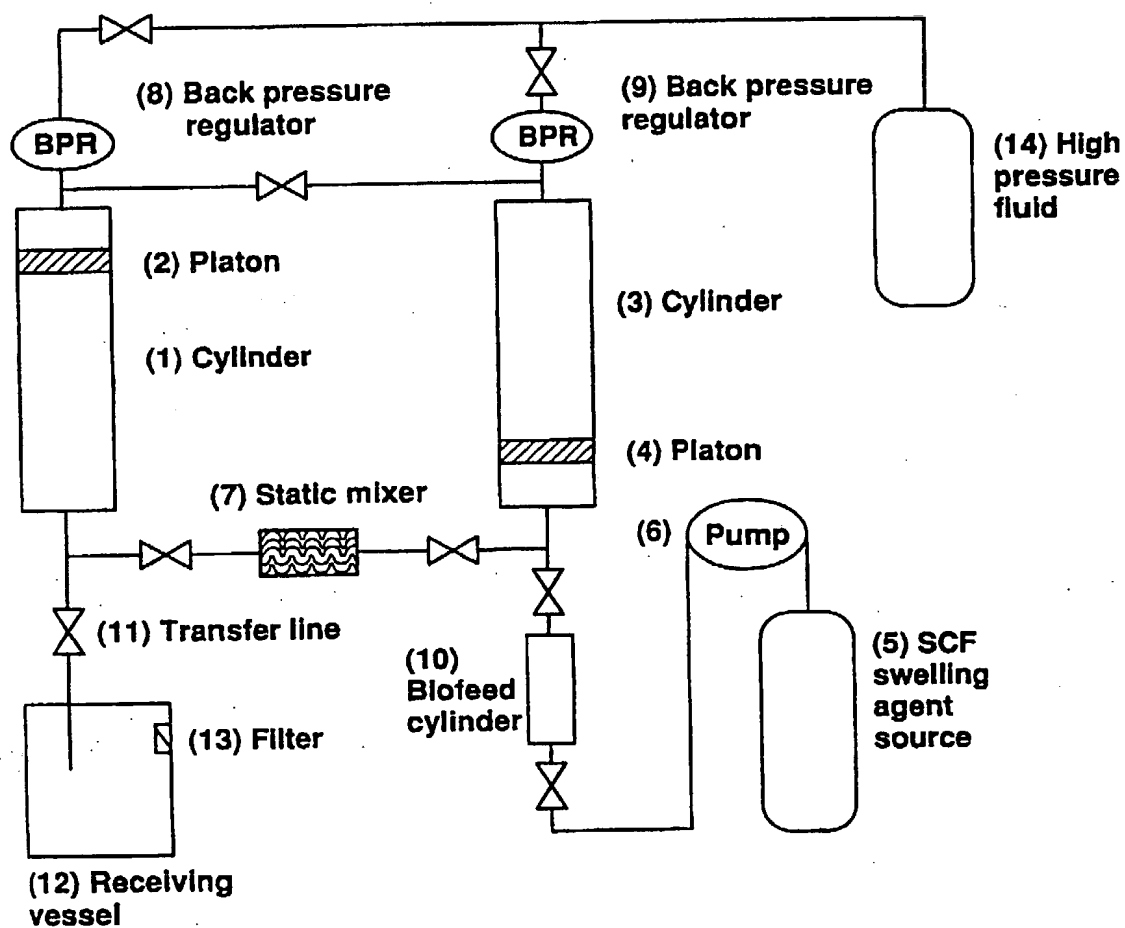 (8) Back pressure
regulator
(9) Back pressure
regulator
BPR
BPR
(14) High
pressure
fluid
(2) Platon
(3) Cylinder
(1) Cylinder
(4) Platon
(7) Static mixer
(6)
Pump
(11) Transfer line
(10)
Biofeed
cylinder
(5) SCF
swelling
agent
source
(13) Filter
(12) Receiving
vessel